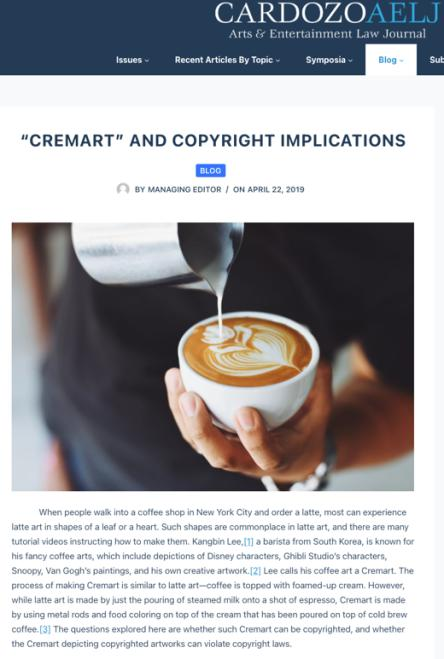 CARDOZOAELJ
Arts & Entertainment Law Journal
Issues
Recent Articles By Topic
Symposia
Blog
Sub
“CREMART” AND COPYRIGHT IMPLICATIONS
BLOG
BY MANAGING EDITOR / ON APRIL 22, 2019
When people walk into a coffee shop in New York City and order a latte, most can experience
latte art in shapes of a leaf or a heart. Such shapes are commonplace in latte art, and there are many
tutorial videos instructing how to make them. Kangbin Lee,[1] a barista from South Korea, is known for
his fancy coffee arts, which include depictions of Disney characters, Ghibli Studio's characters,
Snoopy, Van Gogh's paintings, and his own creative artwork.[2] Lee calls his coffee art a Cremart. The
process of making Cremart is similar to latte art—coffee is topped with foamed-up cream. However,
while latte art is made by just the pouring of steamed milk onto a shot of espresso, Cremart is made
by using metal rods and food coloring on top of the cream that has been poured on top of cold brew
coffee.[3] The questions explored here are whether such Cremart can be copyrighted, and whether
the Cremart depicting copyrighted artworks can violate copyright laws.